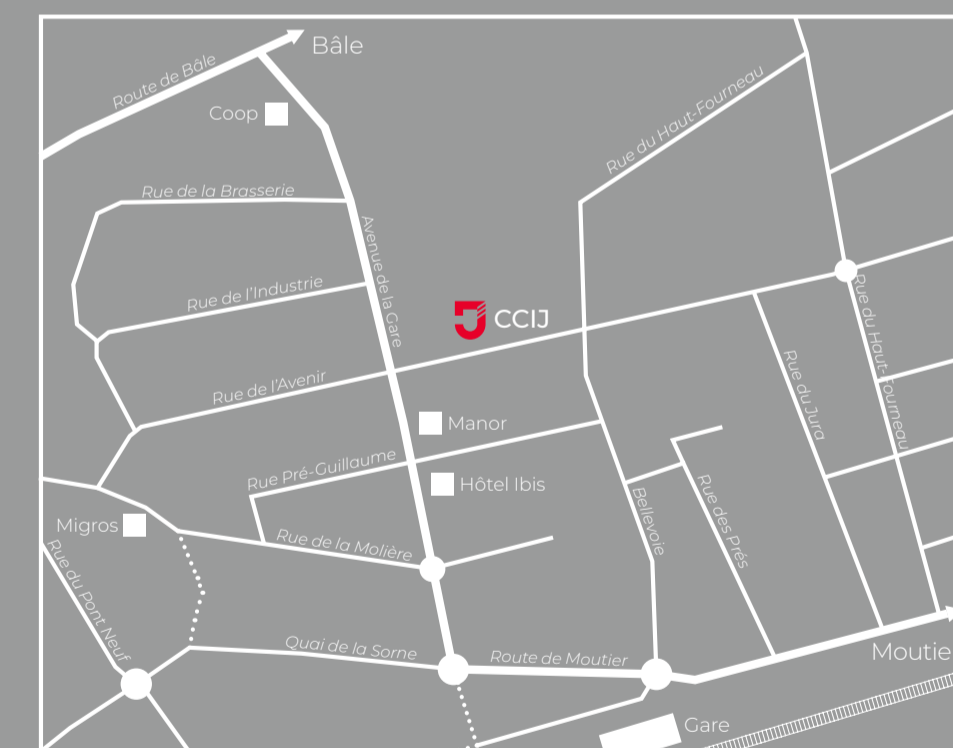 Bâle
Route de Bâle
Coop
Rue du Haut-Fourneau
Rue de la Brasserie
Avenue de la Gare
Rue de l'Industrie
CCIJ
Rue du Haut-Fourneau
Rue de l'Avenir
Rue du Jura
Manor
Rue Pré-Guillaume
Hôtel Ibis
Rue des Prés
Bellevoie
Migros
Rue de la Molière
Rue du Pont Neuf
Quai de la Sorne
Route de Moutier
Moutie
Gare